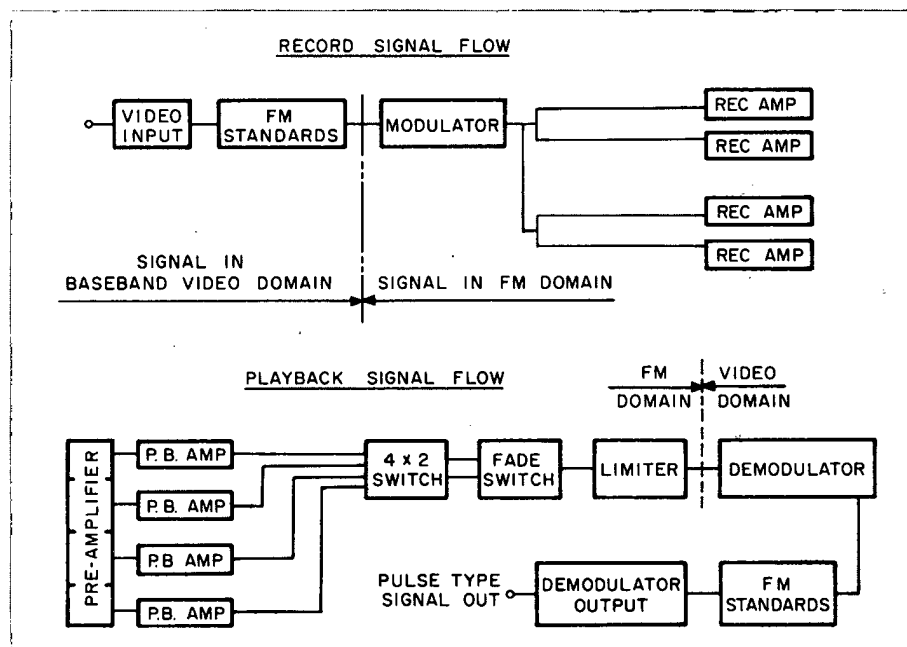 RECORD SIGNAL FLOW
VIDEO
INPUT
FM
STANDARDS
MODULATOR
REC AMP
REC AMP
REC AMP
REC AMP
SIGNAL IN
BASEBAND VIDEO DOMAIN
SIGNAL IN FM DOMAIN
PLAYBACK SIGNAL FLOW
FM
DOMAIN
VIDEO
DOMAIN
PRE-AMPLIFIER
P.B. AMP
P.B. AMP
P.B AMP
P.B. AMP
4 x 2
SWITCH
FADE
SWITCH
LIMITER
DEMODULATOR
PULSE TYPE
SIGNAL OUT
DEMODULATOR
OUTPUT
FM
STANDARDS